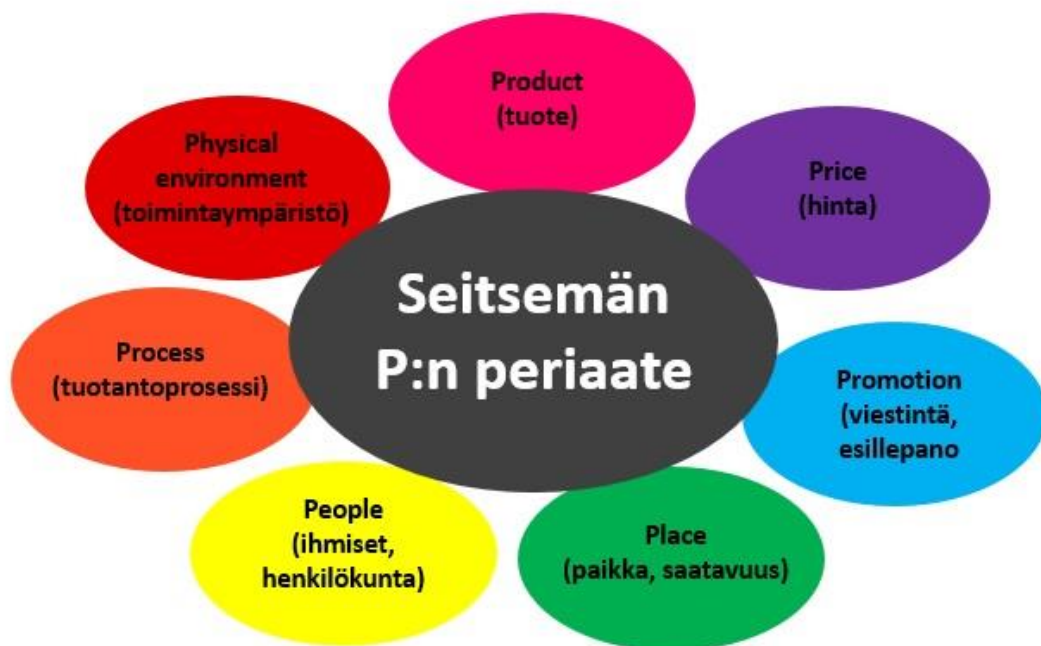 Product
(tuote)
Physical
environment
(toimintaympäristö)
Price
(hinta)
Seitsemän
P:n periaate
Process
(tuotantoprosessi)
Promotion
(viestintä,
esillepano
People
(ihmiset,
henkilökunta)
Place
(paikka, saatavuus)